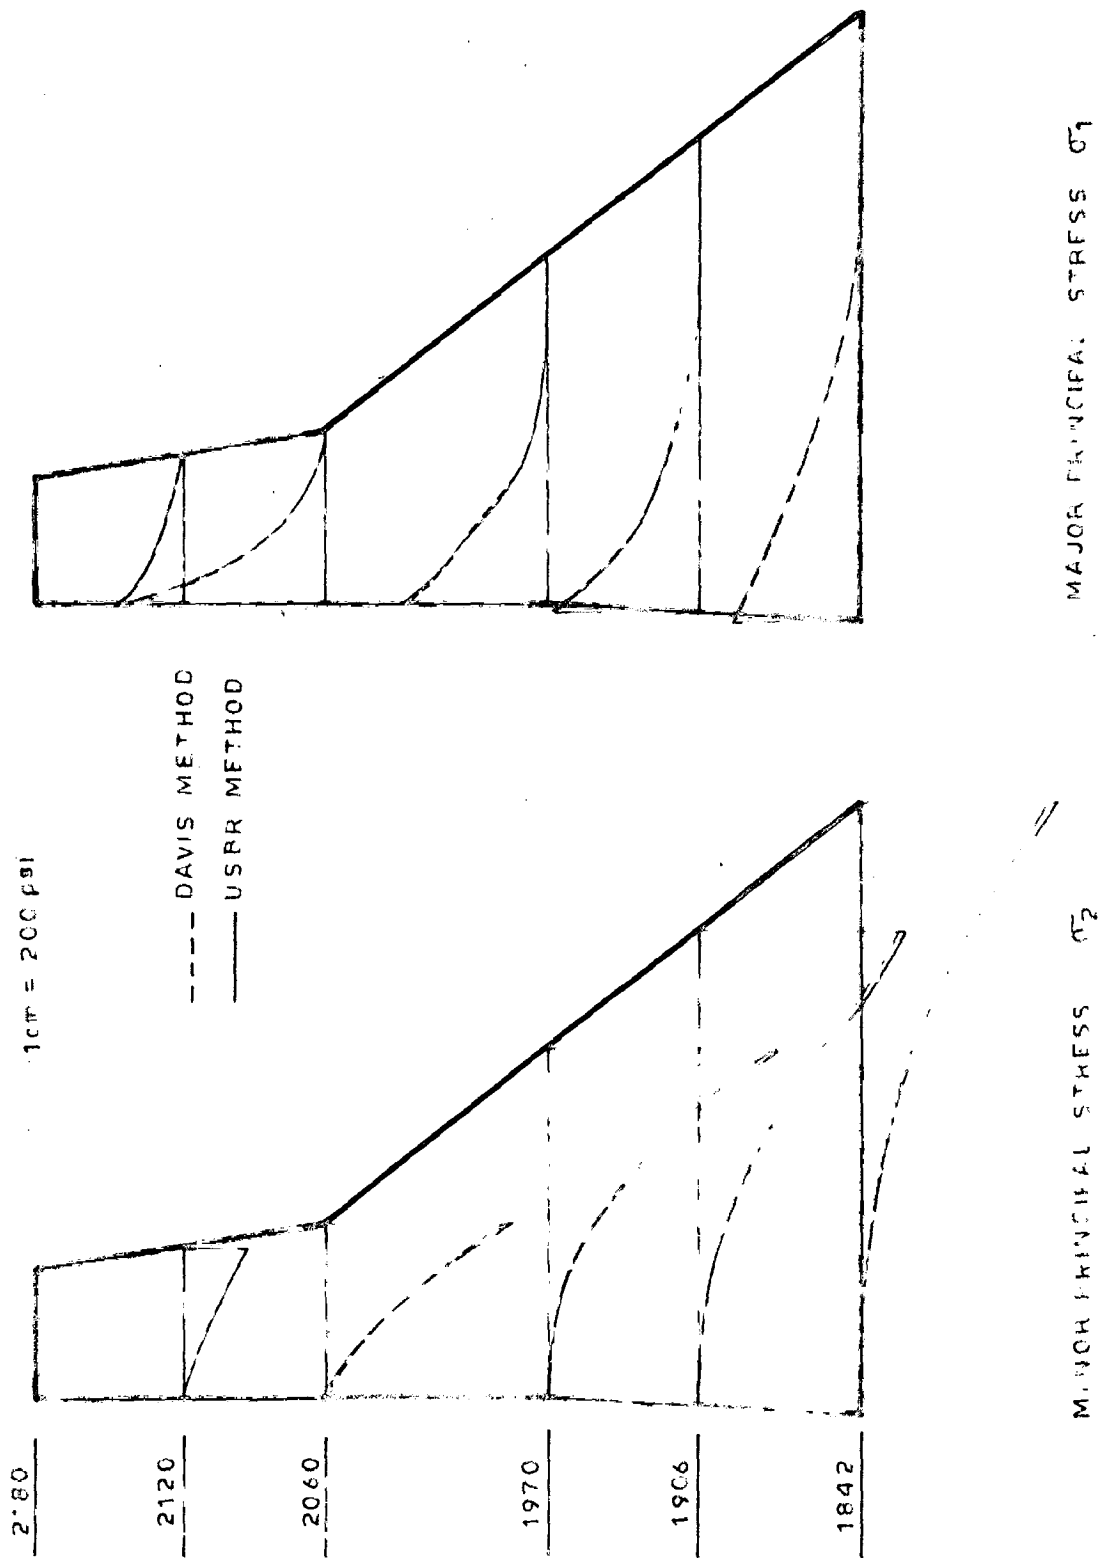 1cm = 200 psi
---- DAVIS METHOD
—— USBR METHOD
2180
2120
2060
1970
1906
1842
MINOR PRINCIPAL STRESS σ2
MAJOR PRINCIPAL STRESS σ1